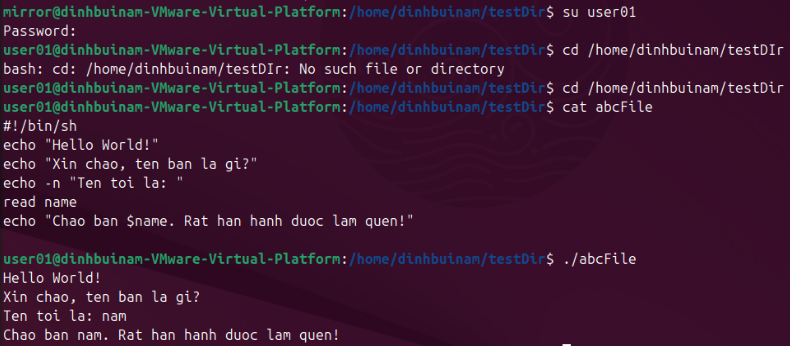 mirror@dinhbuinam-VMware-Virtual-Platform:/home/dinhbuinam/testDir$ su user01
Password:
user01@dinhbuinam-VMware-Virtual-Platform:/home/dinhbuinam/testDir$ cd /home/dinhbuinam/testDIr
bash: cd: /home/dinhbuinam/testDIr: No such file or directory
user01@dinhbuinam-VMware-Virtual-Platform:/home/dinhbuinam/testDir$ cd /home/dinhbuinam/testDir
user01@dinhbuinam-VMware-Virtual-Platform:/home/dinhbuinam/testDir$ cat abcFile
#!/bin/sh
echo "Hello World!"
echo "Xin chao, ten ban la gi?"
echo -n "Ten toi la: "
read name
echo "Chao ban $name. Rat han hanh duoc lam quen!"

user01@dinhbuinam-VMware-Virtual-Platform:/home/dinhbuinam/testDir$ ./abcFile
Hello World!
Xin chao, ten ban la gi?
Ten toi la: nam
Chao ban nam. Rat han hanh duoc lam quen!